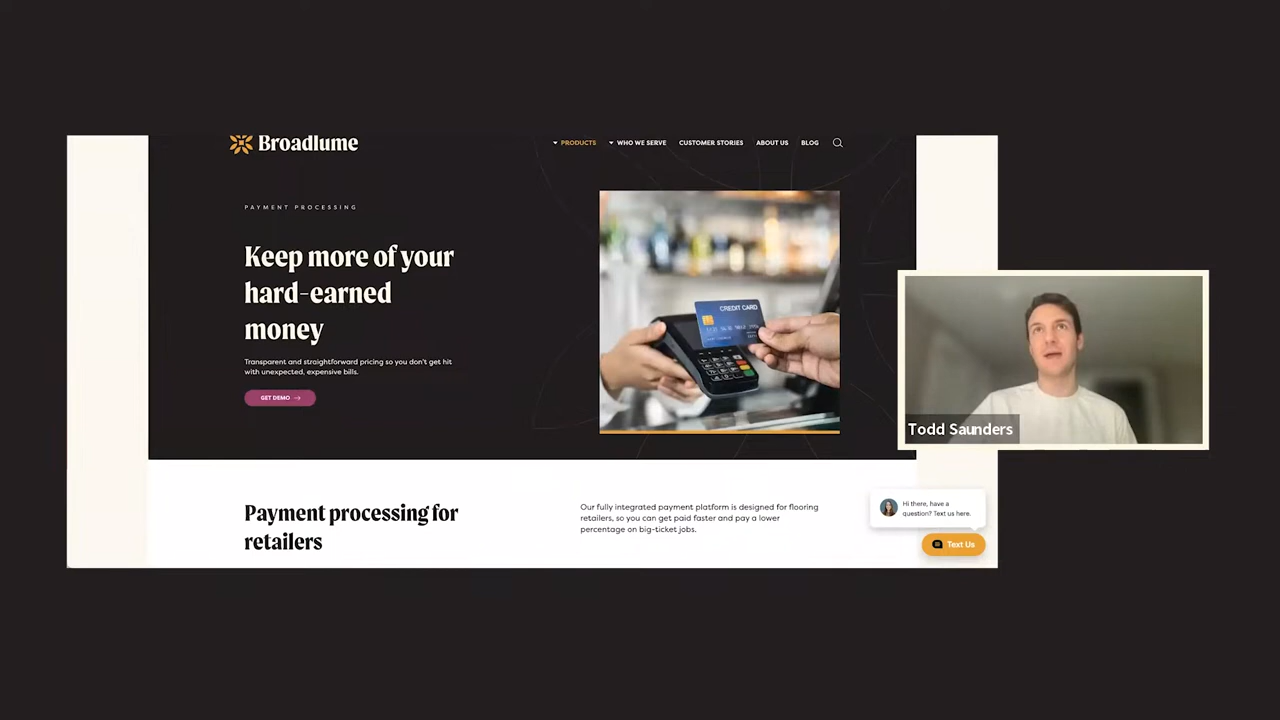 Broadlume
PRODUCTS
WHO WE SERVE
CUSTOMER STORIES
ABOUT US
BLOG
PAYMENT PROCESSING
Keep more of your
hard-earned
money
Transparent and straightforward pricing so you don't get hit
with unexpected, expensive bills.
GET DEMO
CREDIT CARD
Todd Saunders
Payment processing for
retailers
Our fully integrated payment platform is designed for flooring
retailers, so you can get paid faster and pay a lower
percentage on big-ticket jobs.
Hi there, have a
question? Text us here.
Text Us